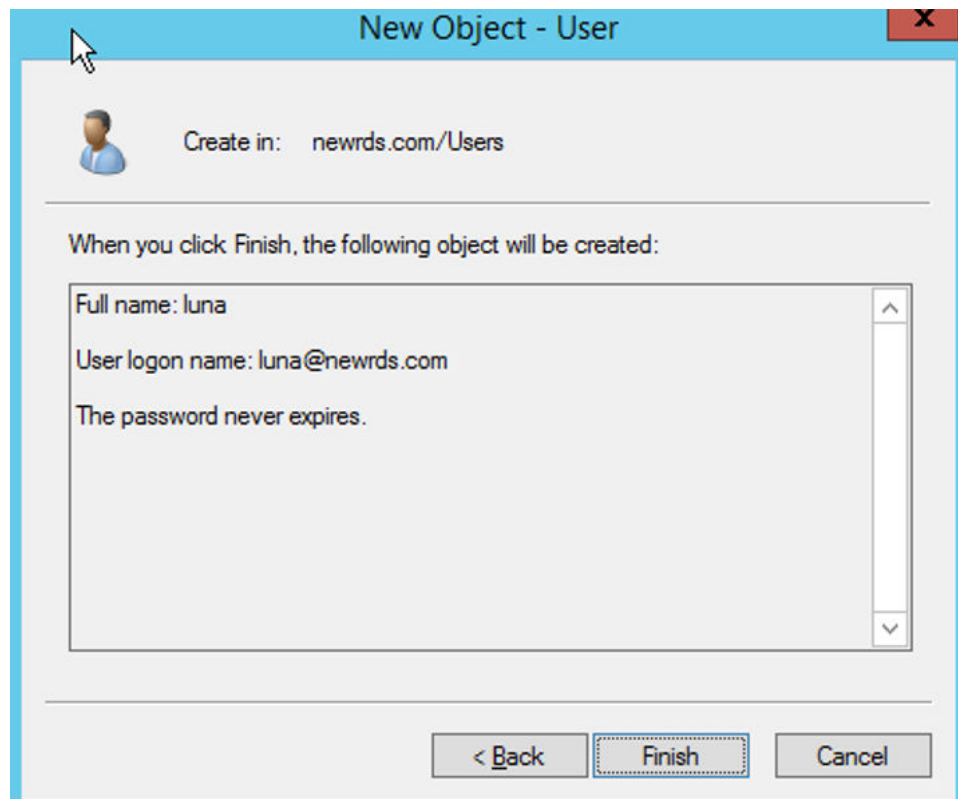 New Object - User
x
Create in: newrds.com/Users
When you click Finish, the following object will be created:
Full name: luna
User logon name: luna@newrds.com
The password never expires.
< Back Finish Cancel